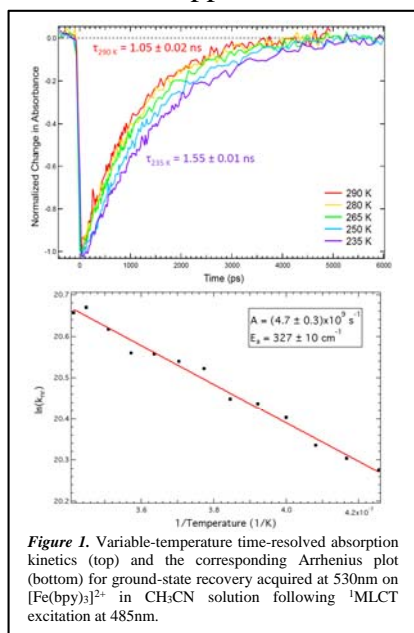 Normalized Change in Absorbance
0.0
-0.2
-0.4
-0.6
-0.8
-1.0
τ290 K = 1.05 ± 0.02 ns
τ235 K = 1.55 ± 0.01 ns
290 K
280 K
265 K
250 K
235 K
0 1000 2000 3000 4000 5000 6000
Time (ps)
ln(knr)
20.7
20.6
20.5
20.4
20.3
20.2
A = (4.7 ± 0.3)x10⁹ s⁻¹
Ea = 327 ± 10 cm⁻¹
3.6 3.8 4.0 4.2x10⁻³
1/Temperature (1/K)
Figure 1. Variable-temperature time-resolved absorption
kinetics (top) and the corresponding Arrhenius plot
(bottom) for ground-state recovery acquired at 530nm on
[Fe(bpy)₃]²⁺ in CH₃CN solution following ¹MLCT
excitation at 485nm.